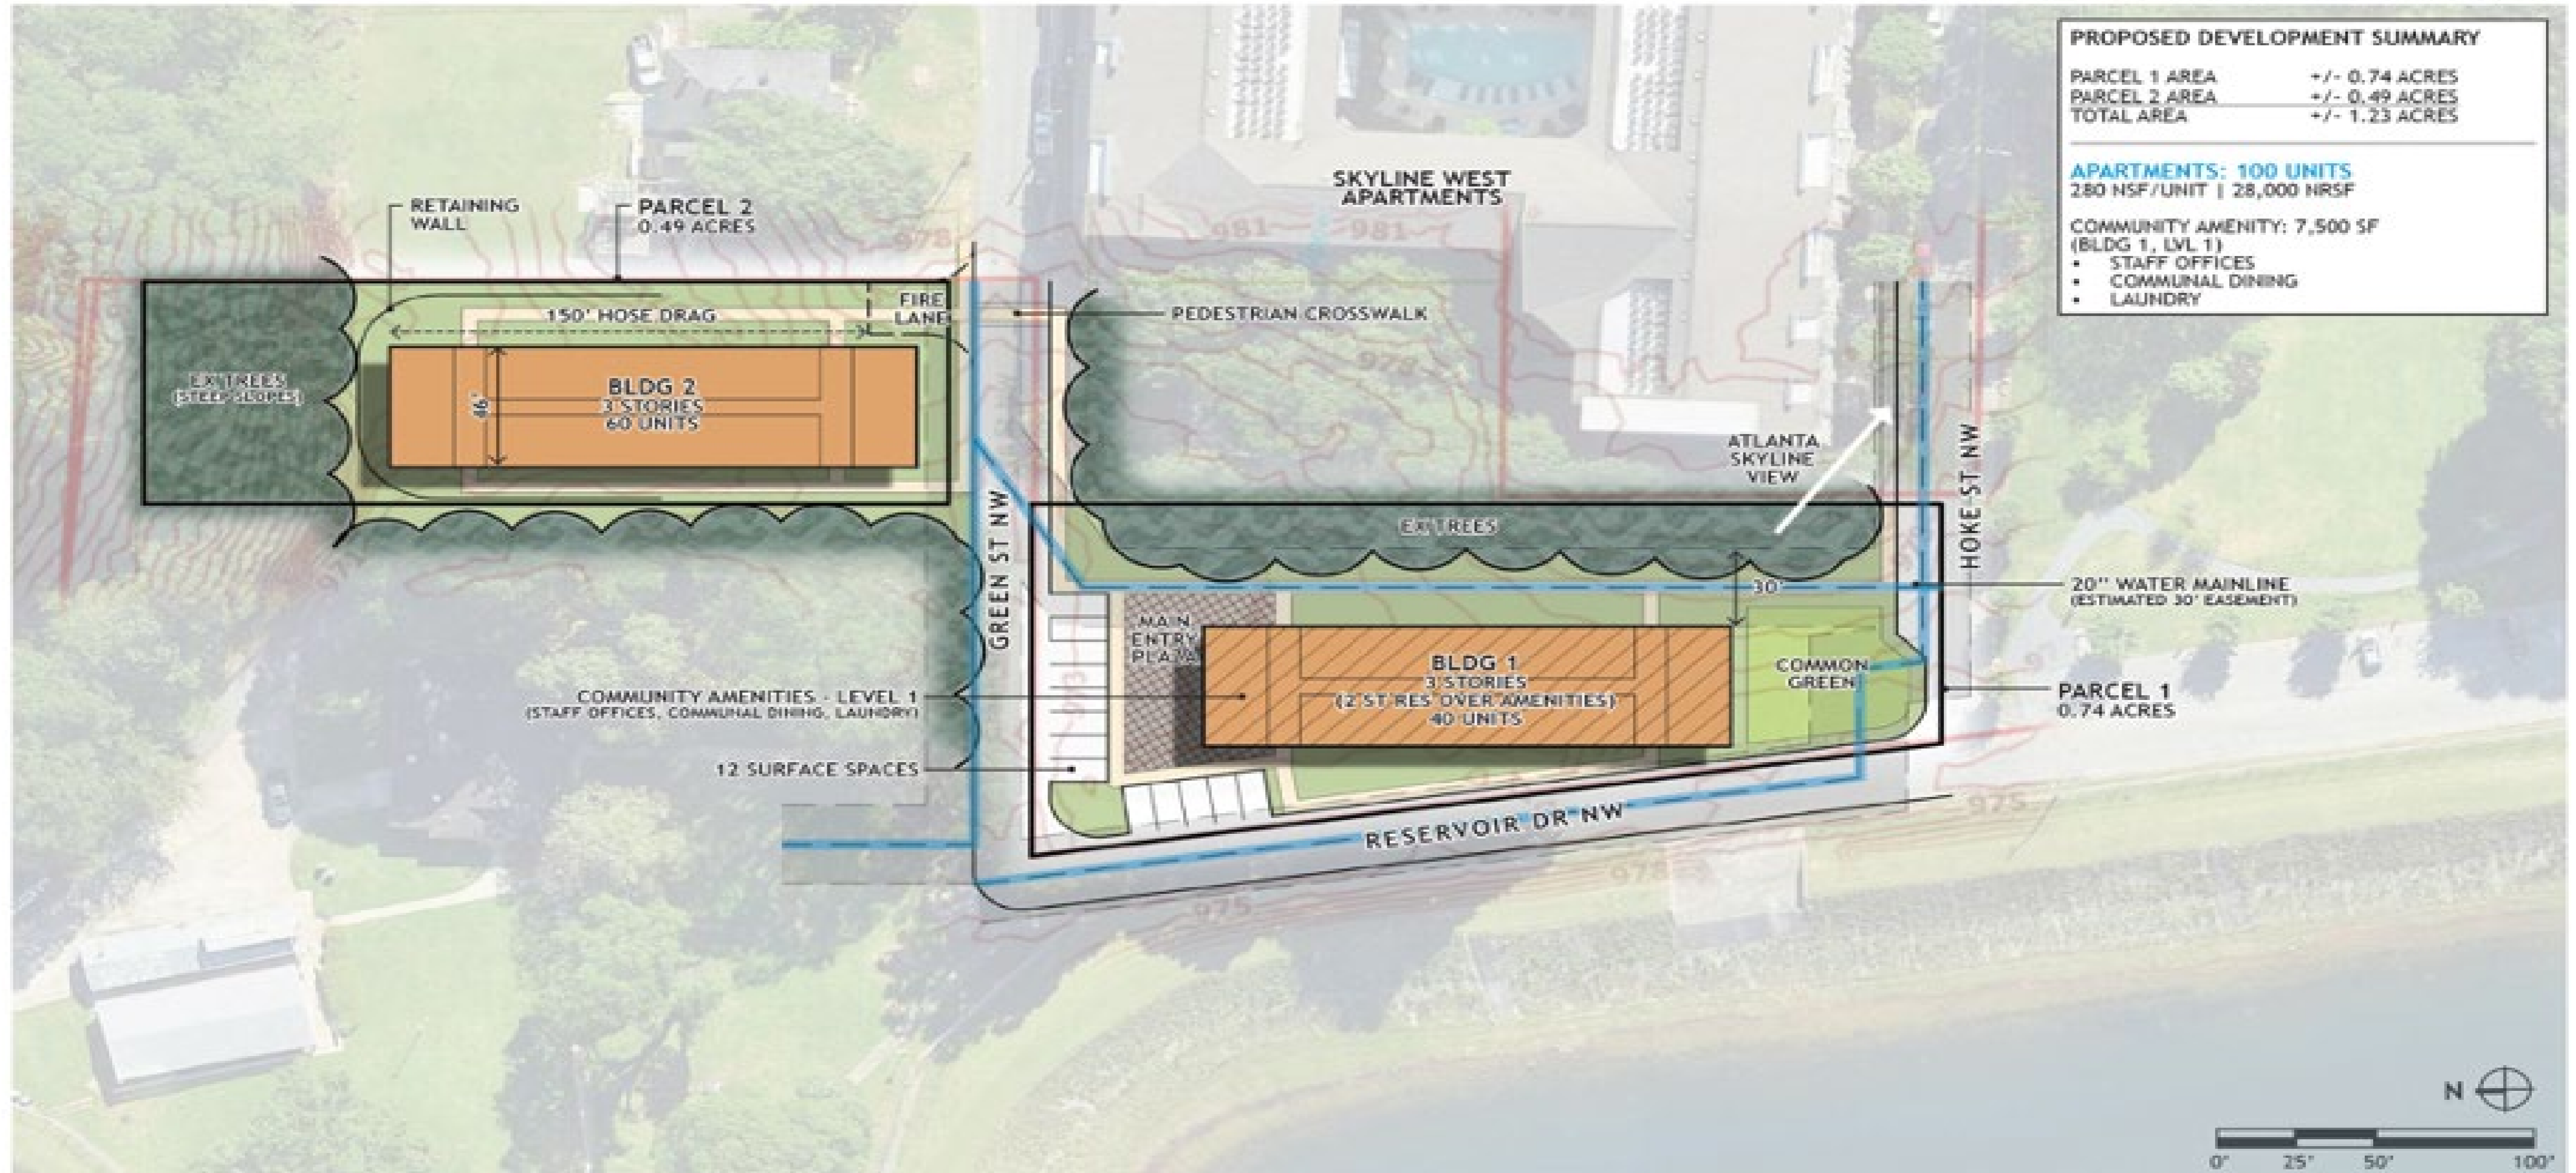 PROPOSED DEVELOPMENT SUMMARY
PARCEL 1 AREA +/- 0.74 ACRES
PARCEL 2 AREA +/- 0.49 ACRES
TOTAL AREA +/- 1.23 ACRES
APARTMENTS: 100 UNITS
280 NSF/UNIT | 28,000 NRSF
COMMUNITY AMENITY: 7,500 SF
(BLDG 1, LVL 1)
• STAFF OFFICES
• COMMUNAL DINING
• LAUNDRY
SKYLINE WEST
APARTMENTS
RETAINING
WALL
PARCEL 2
0.49 ACRES
978
981
981
FIRE
LANE
150' HOSE DRAG
PEDESTRIAN CROSSWALK
EX TREES
(STEEP SLOPES)
46'
BLDG 2
3 STORIES
60 UNITS
978
ATLANTA
SKYLINE
VIEW
HOKE ST NW
GREEN ST NW
EX TREES
30'
20" WATER MAINLINE
(ESTIMATED 30' EASEMENT)
MAIN
ENTRY
PLAZA
BLDG 1
3 STORIES
(2 ST RES OVER AMENITIES)
40 UNITS
COMMON
GREEN
COMMUNITY AMENITIES - LEVEL 1
(STAFF OFFICES, COMMUNAL DINING, LAUNDRY)
PARCEL 1
0.74 ACRES
12 SURFACE SPACES
RESERVOIR DR NW
975
978
975
N
0' 25' 50' 100'